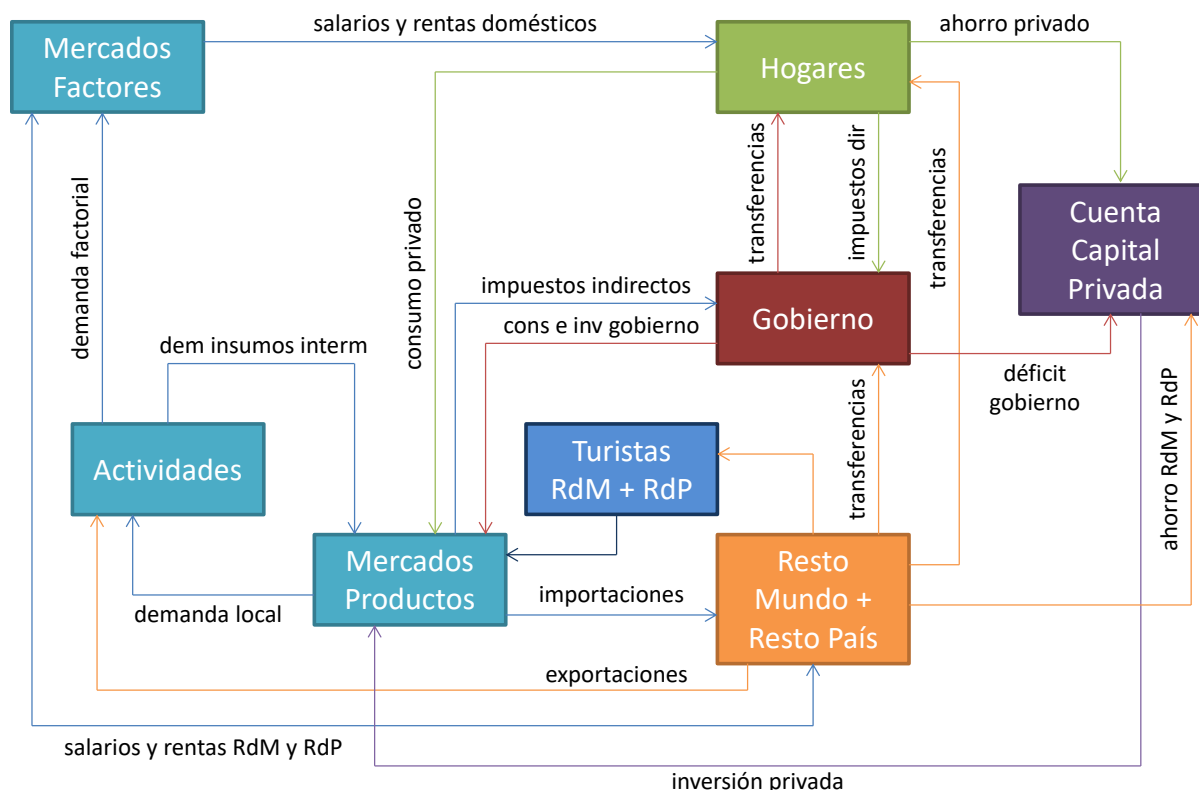 salarios y rentas domésticos
ahorro privado
Mercados
Factores
Hogares
transferencias
impuestos dir
transferencias
demanda factorial
consumo privado
Cuenta
Capital
Privada
impuestos indirectos
cons e inv gobierno
Gobierno
dem insumos interm
déficit
gobierno
Actividades
Turistas
RdM + RdP
transferencias
ahorro RdM y RdP
Mercados
Productos
Resto
Mundo +
Resto País
demanda local
importaciones
exportaciones
salarios y rentas RdM y RdP
inversión privada